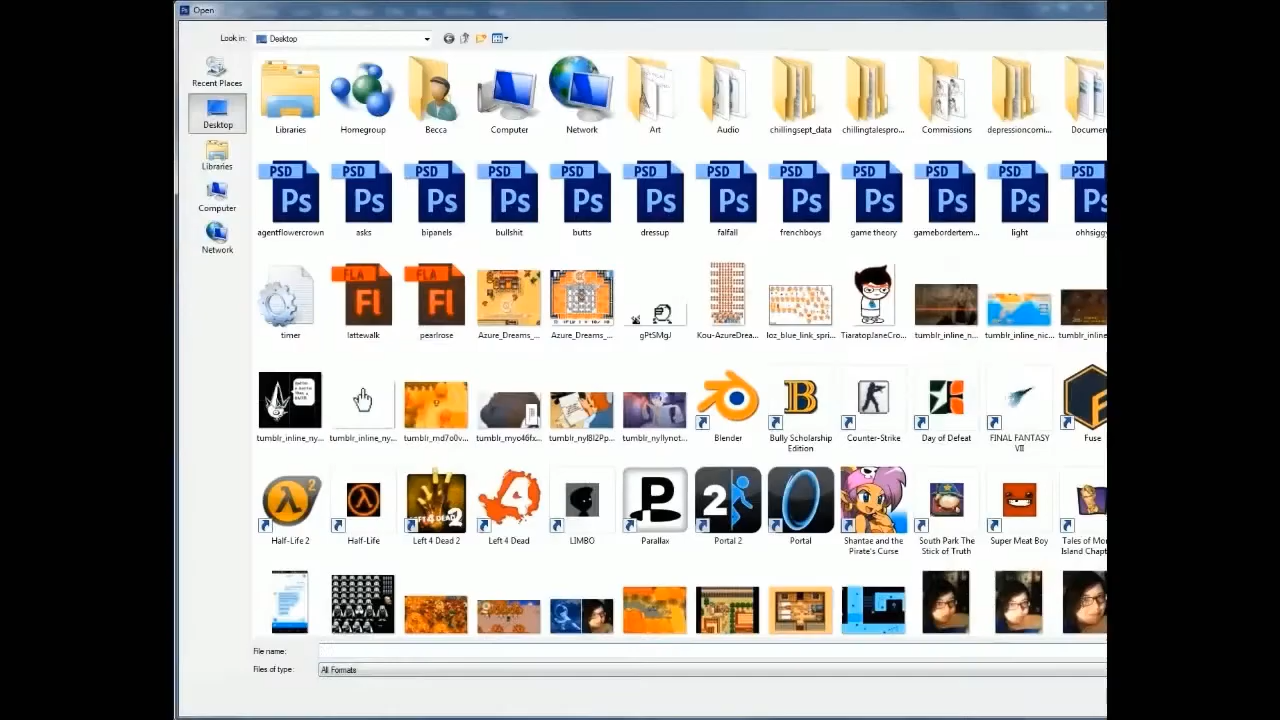 Open
Look in: Desktop
Recent Places
Desktop
Libraries
Computer
Network
Libraries Homegroup Becca Computer Network Art Audio chillingsept_data chillingtalespro... Commissions depressioncomi... Documen
PSD PSD PSD PSD PSD PSD PSD PSD PSD PSD PSD PSD
Ps Ps Ps Ps Ps Ps Ps Ps Ps Ps Ps Ps
agentflowercrown asks bipanels bullshit butts dressup falfall frenchboys game theory gamebordertem... light ohhsiggy
FLA FLA
Fl Fl
timer lattewalk pearlrose Azure_Dreams_... Azure_Dreams_... gPtSMgJ Kou-AzureDrea... loz_blue_link_spri... TiaratopJaneCro... tumblr_inline_n... tumblr_inline_nic... tumblr_inline
B
tumblr_inline_ny... tumblr_inline_ny... tumblr_md7o0v... tumblr_myo46fx... tumblr_nyl8l2Pp... tumblr_nyllynot... Blender Bully Scholarship Edition Counter-Strike Day of Defeat FINAL FANTASY VII Fuse
2 4 P 2
Half-Life 2 Half-Life Left 4 Dead 2 Left 4 Dead LIMBO Parallax Portal 2 Portal Shantae and the Pirate's Curse South Park The Stick of Truth Super Meat Boy Tales of Mon Island Chapt
File name:
Files of type: All Formats